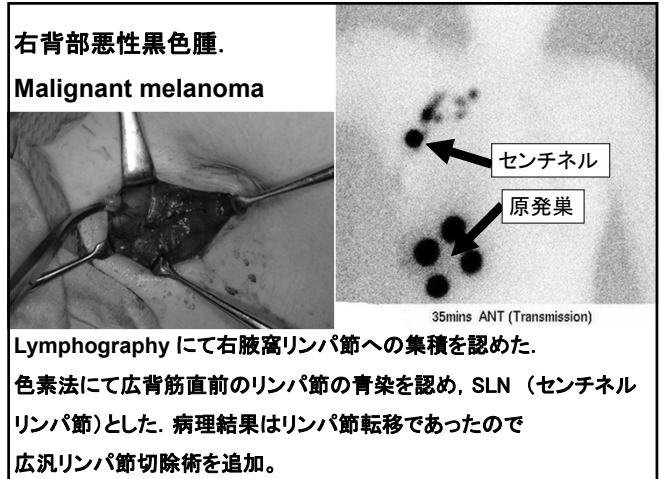 右背部悪性黒色腫.
Malignant melanoma
センチネル
原発巣
35mins ANT (Transmission)
Lymphography にて右腋窩リンパ節への集積を認めた.
色素法にて広背筋直前のリンパ節の青染を認め, SLN （センチネル
リンパ節）とした. 病理結果はリンパ節転移であったので
広汎リンパ節切除術を追加。